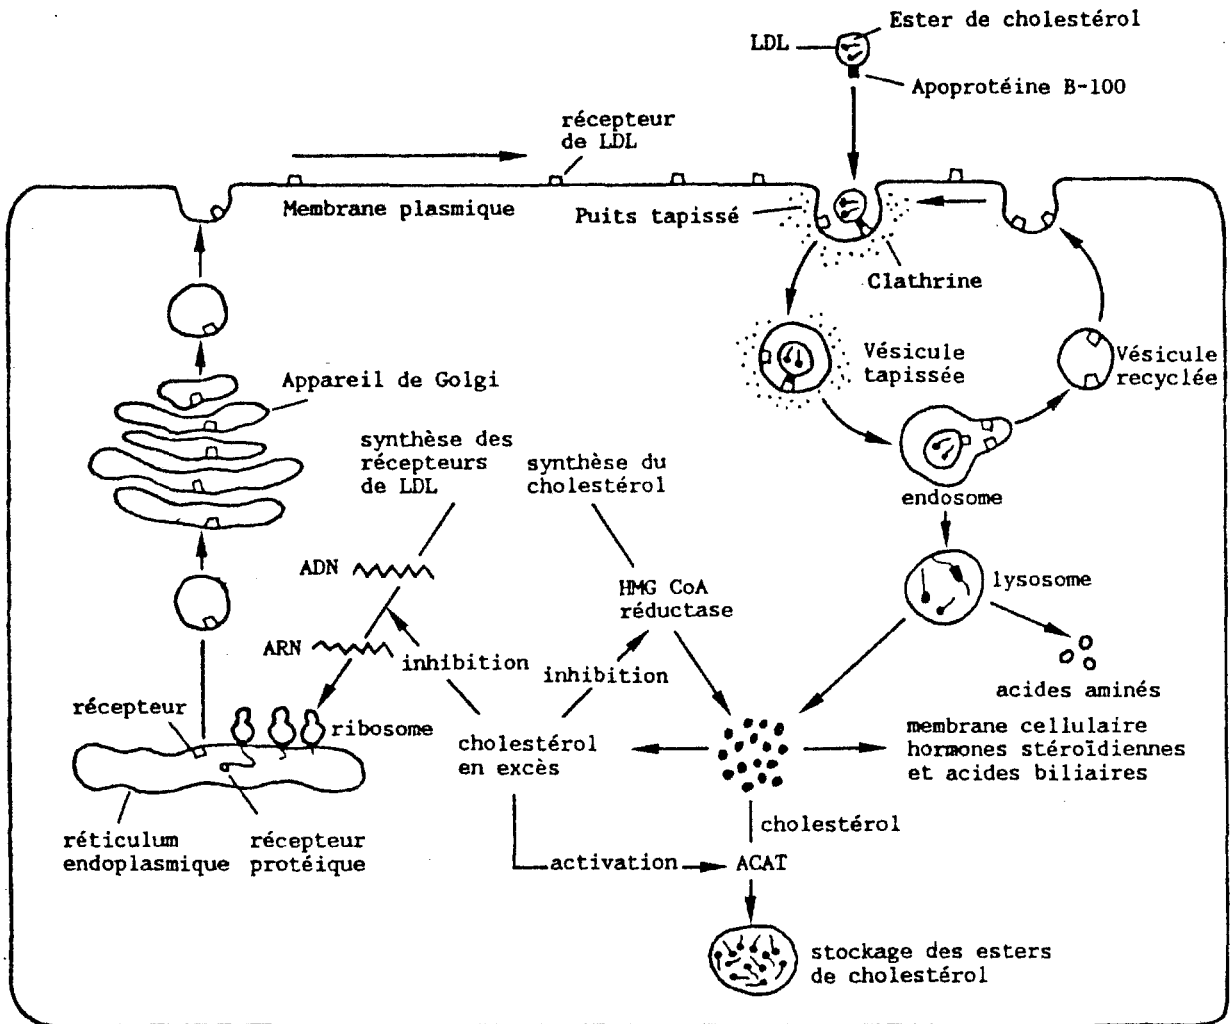 Ester de cholestérol
LDL
Apoprotéine B-100
récepteur
de LDL
Membrane plasmique
Puits tapissé
Clathrine
Vésicule
tapissée
Vésicule
recyclée
Appareil de Golgi
synthèse des
récepteurs
de LDL
synthèse du
cholestérol
endosome
ADN
HMG CoA
réductase
lysosome
ARN
inhibition
inhibition
acides aminés
récepteur
ribosome
cholestérol
en excès
membrane cellulaire
hormones stéroïdiennes
et acides biliaires
réticulum
endoplasmique
récepteur
protéique
cholestérol
activation
ACAT
stockage des esters
de cholestérol